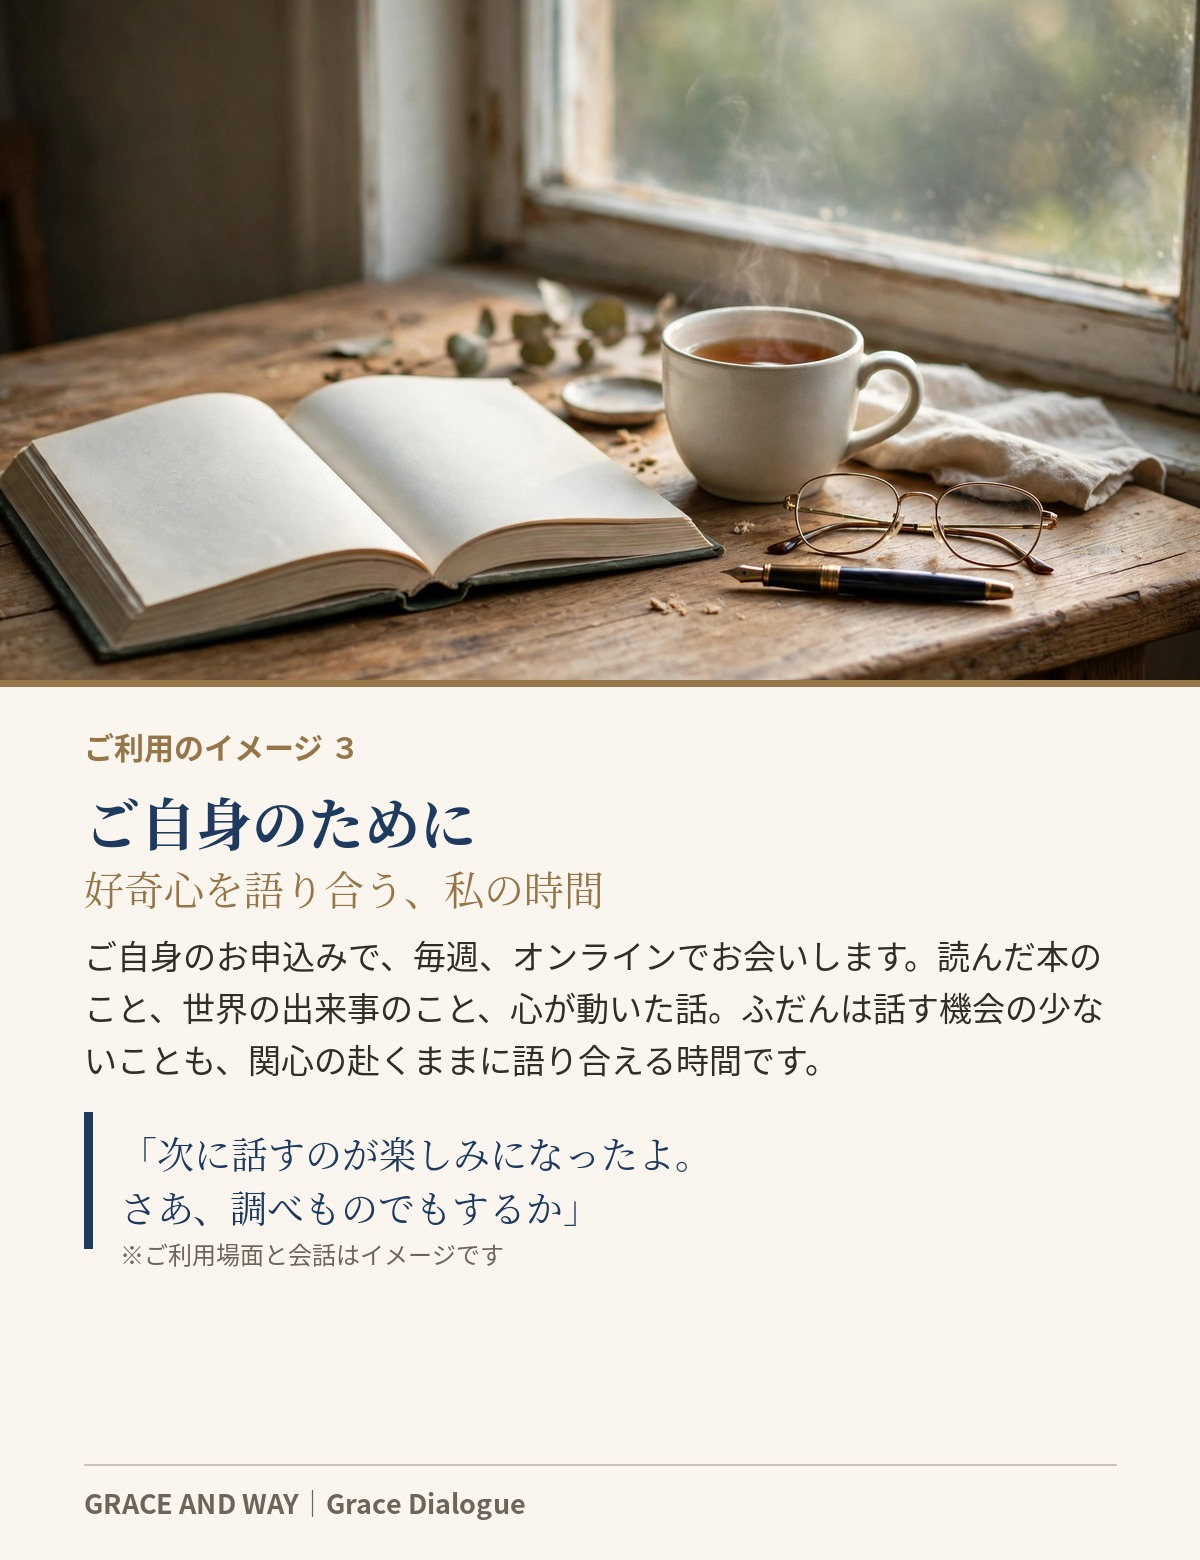 ご利用のイメージ 3
ご自身のために
好奇心を語り合う、私の時間
ご自身のお申込みで、毎週、オンラインでお会いします。読んだ本の
こと、世界の出来事のこと、心が動いた話。ふだんは話す機会の少な
いことも、関心の赴くままに語り合える時間です。
「次に話すのが楽しみになったよ。
さあ、調べものでもするか」
※ご利用場面と会話はイメージです
GRACE AND WAY｜Grace Dialogue